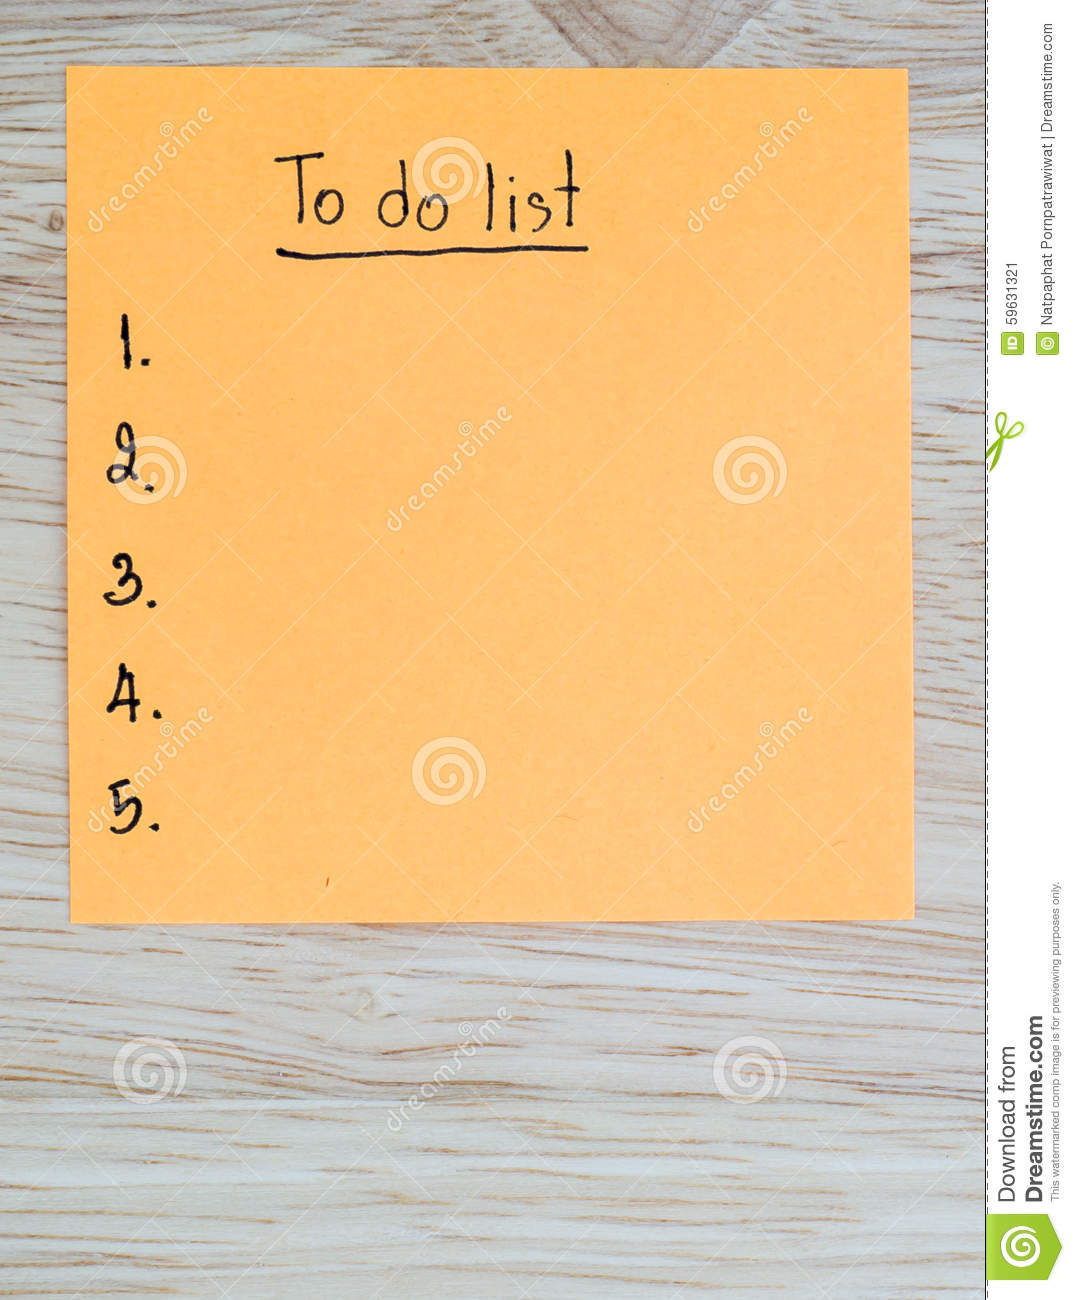 To do list
1.
2.
3.
4.
5.
dreamstime
dreamstime
dreamstime
dreamstime
dreamstime
dreamstime
ID 59631321
© Natpaphat Pornpatrawiwat | Dreamstime.com
Download from
Dreamstime.com
This watermarked comp image is for previewing purposes only.